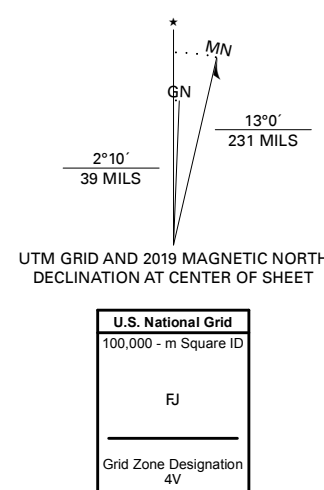 ★
MN
GN
13°0´
231 MILS
2°10´
39 MILS
UTM GRID AND 2019 MAGNETIC NORTH
DECLINATION AT CENTER OF SHEET
U.S. National Grid
100,000 - m Square ID
FJ
Grid Zone Designation
4V